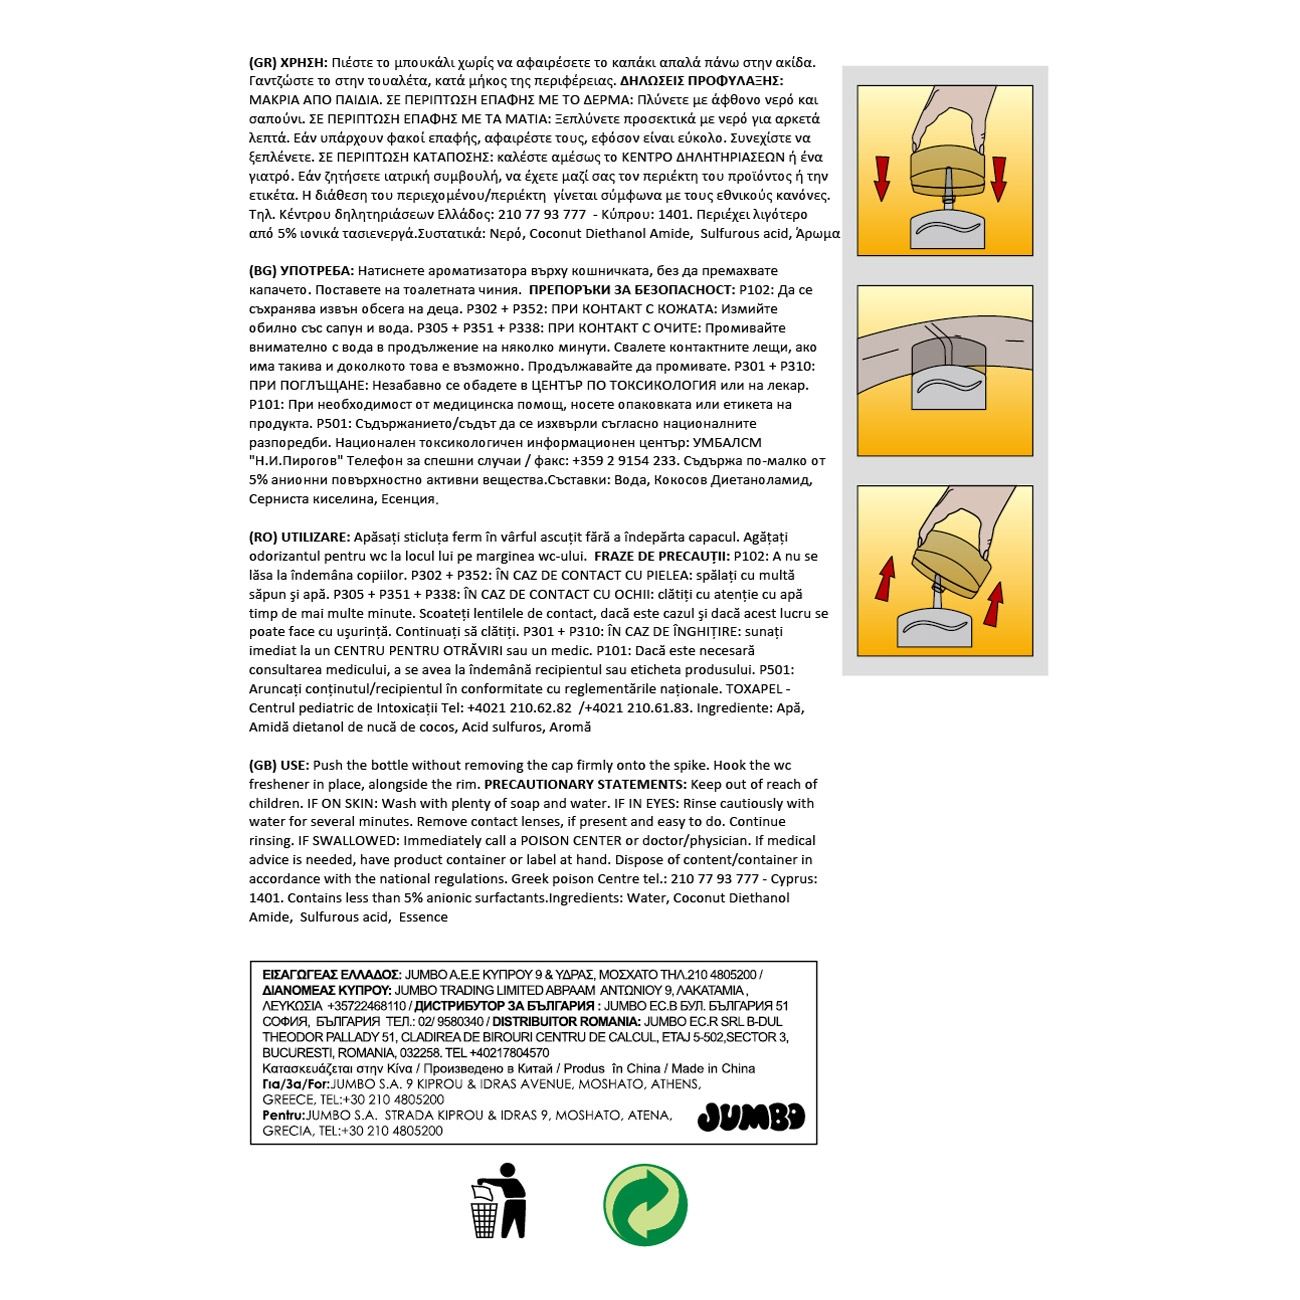 (GR) ΧΡΗΣΗ: Πιέστε το μπουκάλι χωρίς να αφαιρέσετε το καπάκι απαλά πάνω στην ακίδα.
Γαντζώστε το στην τουαλέτα, κατά μήκος της περιφέρειας. ΔΗΛΩΣΕΙΣ ΠΡΟΦΥΛΑΞΗΣ:
ΜΑΚΡΙΑ ΑΠΟ ΠΑΙΔΙΑ. ΣΕ ΠΕΡΙΠΤΩΣΗ ΕΠΑΦΗΣ ΜΕ ΤΟ ΔΕΡΜΑ: Πλύνετε με άφθονο νερό και
σαπούνι. ΣΕ ΠΕΡΙΠΤΩΣΗ ΕΠΑΦΗΣ ΜΕ ΤΑ ΜΑΤΙΑ: Ξεπλύνετε προσεκτικά με νερό για αρκετά
λεπτά. Εάν υπάρχουν φακοί επαφής, αφαιρέστε τους, εφόσον είναι εύκολο. Συνεχίστε να
ξεπλένετε. ΣΕ ΠΕΡΙΠΤΩΣΗ ΚΑΤΑΠΟΣΗΣ: καλέστε αμέσως το ΚΕΝΤΡΟ ΔΗΛΗΤΗΡΙΑΣΕΩΝ ή ένα
γιατρό. Εάν ζητήσετε ιατρική συμβουλή, να έχετε μαζί σας τον περιέκτη του προϊόντος ή την
ετικέτα. Η διάθεση του περιεχομένου/περιέκτη γίνεται σύμφωνα με τους εθνικούς κανόνες.
Τηλ. Κέντρου δηλητηριάσεων Ελλάδος: 210 77 93 777 - Κύπρου: 1401. Περιέχει λιγότερο
από 5% ιονικά τασιενεργά.Συστατικά: Νερό, Coconut Diethanol Amide, Sulfurous acid, Άρωμα
(BG) УПОТРЕБА: Натиснете ароматизатора върху кошничката, без да премахвате
капачето. Поставете на тоалетната чиния. ПРЕПОРЪКИ ЗА БЕЗОПАСНОСТ: P102: Да се
съхранява извън обсега на деца. P302 + P352: ПРИ КОНТАКТ С КОЖАТА: Измийте
обилно със сапун и вода. P305 + P351 + P338: ПРИ КОНТАКТ С ОЧИТЕ: Промивайте
внимателно с вода в продължение на няколко минути. Свалете контактните лещи, ако
има такива и доколкото това е възможно. Продължавайте да промивате. P301 + P310:
ПРИ ПОГЛЪЩАНЕ: Незабавно се обадете в ЦЕНТЪР ПО ТОКСИКОЛОГИЯ или на лекар.
P101: При необходимост от медицинска помощ, носете опаковката или етикета на
продукта. P501: Съдържанието/съдът да се изхвърли съгласно националните
разпоредби. Национален токсикологичен информационен център: УМБАЛСМ
"Н.И.Пирогов" Телефон за спешни случаи / факс: +359 2 9154 233. Съдържа по-малко от
5% анионни повърхностно активни вещества.Съставки: Вода, Кокосов Диетаноламид,
Серниста киселина, Есенция.
(RO) UTILIZARE: Apăsați sticluța ferm în vârful ascuțit fără a îndepărta capacul. Agățați
odorizantul pentru wc la locul lui pe marginea wc-ului. FRAZE DE PRECAUŢII: P102: A nu se
lăsa la îndemâna copiilor. P302 + P352: ÎN CAZ DE CONTACT CU PIELEA: spălați cu multă
săpun şi apă. P305 + P351 + P338: ÎN CAZ DE CONTACT CU OCHII: clătiți cu atenție cu apă
timp de mai multe minute. Scoateți lentilele de contact, dacă este cazul şi dacă acest lucru se
poate face cu uşurință. Continuați să clătiți. P301 + P310: ÎN CAZ DE ÎNGHIȚIRE: sunați
imediat la un CENTRU PENTRU OTRĂVIRI sau un medic. P101: Dacă este necesară
consultarea medicului, a se avea la îndemână recipientul sau eticheta produsului. P501:
Aruncați conținutul/recipientul în conformitate cu reglementările naționale. TOXAPEL -
Centrul pediatric de Intoxicații Tel: +4021 210.62.82 /+4021 210.61.83. Ingrediente: Apă,
Amidă dietanol de nucă de cocos, Acid sulfuros, Aromă
(GB) USE: Push the bottle without removing the cap firmly onto the spike. Hook the wc
freshener in place, alongside the rim. PRECAUTIONARY STATEMENTS: Keep out of reach of
children. IF ON SKIN: Wash with plenty of soap and water. IF IN EYES: Rinse cautiously with
water for several minutes. Remove contact lenses, if present and easy to do. Continue
rinsing. IF SWALLOWED: Immediately call a POISON CENTER or doctor/physician. If medical
advice is needed, have product container or label at hand. Dispose of content/container in
accordance with the national regulations. Greek poison Centre tel.: 210 77 93 777 - Cyprus:
1401. Contains less than 5% anionic surfactants.Ingredients: Water, Coconut Diethanol
Amide, Sulfurous acid, Essence
ΕΙΣΑΓΩΓΕΑΣ ΕΛΛΑΔΟΣ: JUMBO A.E.E ΚΥΠΡΟΥ 9 & ΥΔΡΑΣ, ΜΟΣΧΑΤΟ ΤΗΛ.210 4805200 /
ΔΙΑΝΟΜΕΑΣ ΚΥΠΡΟΥ: JUMBO TRADING LIMITED ΑΒΡΑΑΜ ΑΝΤΩΝΙΟΥ 9, ΛΑΚΑΤΑΜΙΑ,
ΛΕΥΚΩΣΙΑ +35722468110 / ДИСТРИБУТОР ЗА БЪЛГАРИЯ : JUMBO EC.B БУЛ. БЪЛГАРИЯ 51
СОФИЯ, БЪЛГАРИЯ ТЕЛ.: 02/ 9580340 / DISTRIBUITOR ROMANIA: JUMBO EC.R SRL B-DUL
THEODOR PALLADY 51, CLADIREA DE BIROURI CENTRU DE CALCUL, ETAJ 5-502,SECTOR 3,
BUCURESTI, ROMANIA, 032258. TEL +40217804570
Κατασκευάζεται στην Κίνα / Произведено в Китай / Produs în China / Made in China
Για/За/For:JUMBO S.A. 9 KIPROU & IDRAS AVENUE, MOSHATO, ATHENS,
GREECE, TEL:+30 210 4805200
Pentru:JUMBO S.A. STRADA KIPROU & IDRAS 9, MOSHATO, ATENA,
GRECIA, TEL:+30 210 4805200
JUMBO